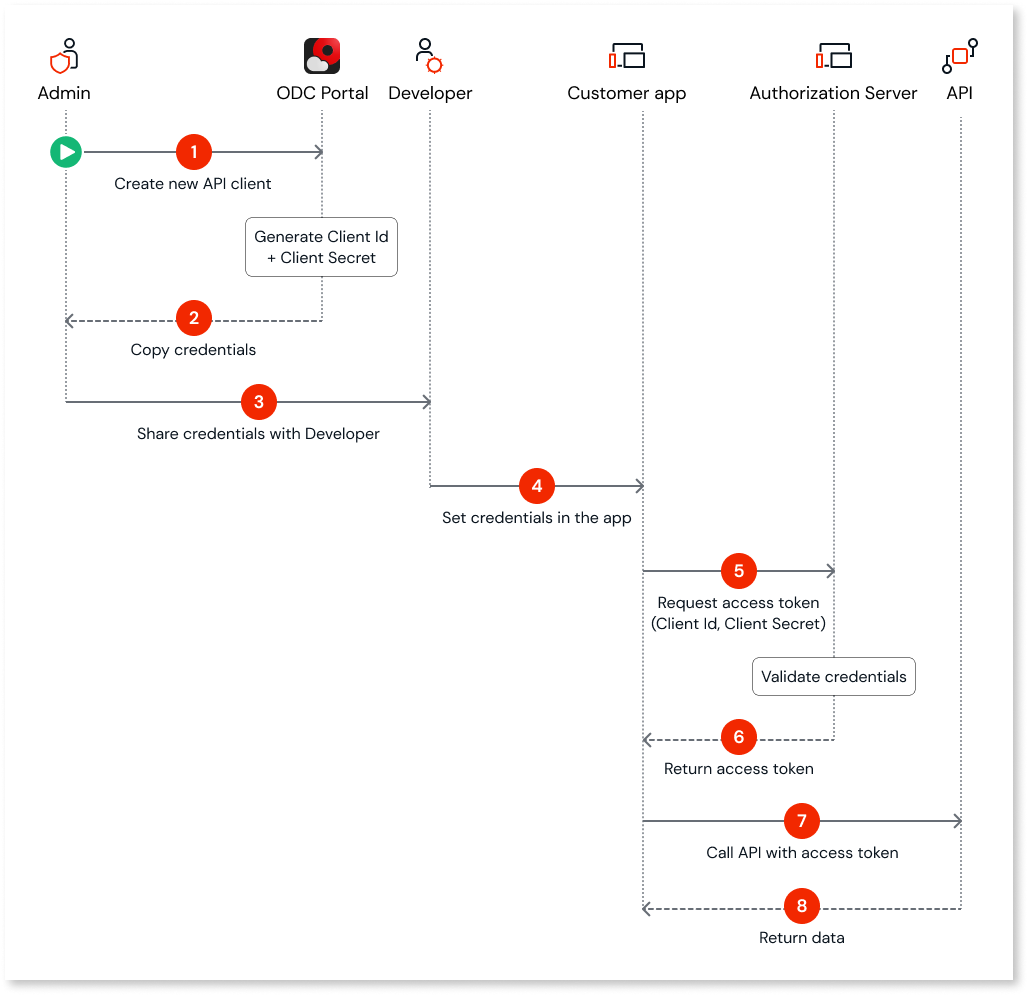 Admin
ODC Portal
Developer
Customer app
Authorization Server
API
1
Create new API client
Generate Client Id
+ Client Secret
2
Copy credentials
3
Share credentials with Developer
4
Set credentials in the app
5
Request access token
(Client Id, Client Secret)
Validate credentials
6
Return access token
7
Call API with access token
8
Return data